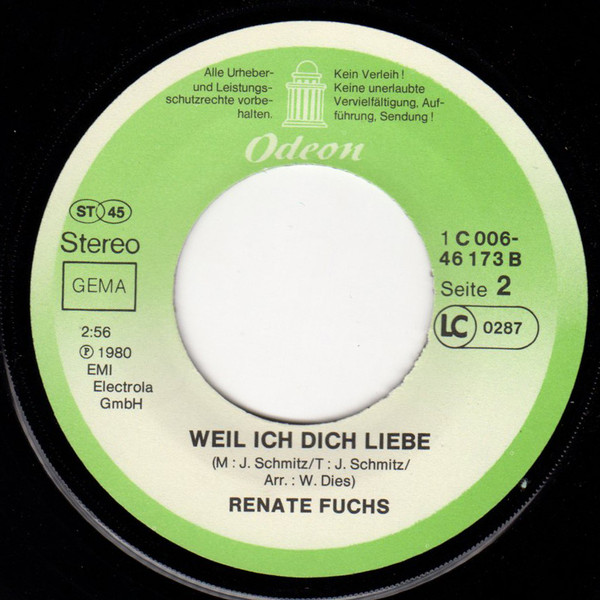 Alle Urheber-
und Leistungs-
schutzrechte vorbe-
halten.
Kein Verleih!
Keine unerlaubte
Vervielfältigung, Auf-
führung, Sendung!
Odeon
ST 45
Stereo
GEMA
2:56
Ⓟ 1980
EMI
Electrola
GmbH
1 C 006-
46 173 B
Seite 2
LC 0287
WEIL ICH DICH LIEBE
(M : J. Schmitz/T : J. Schmitz/
Arr. : W. Dies)
RENATE FUCHS